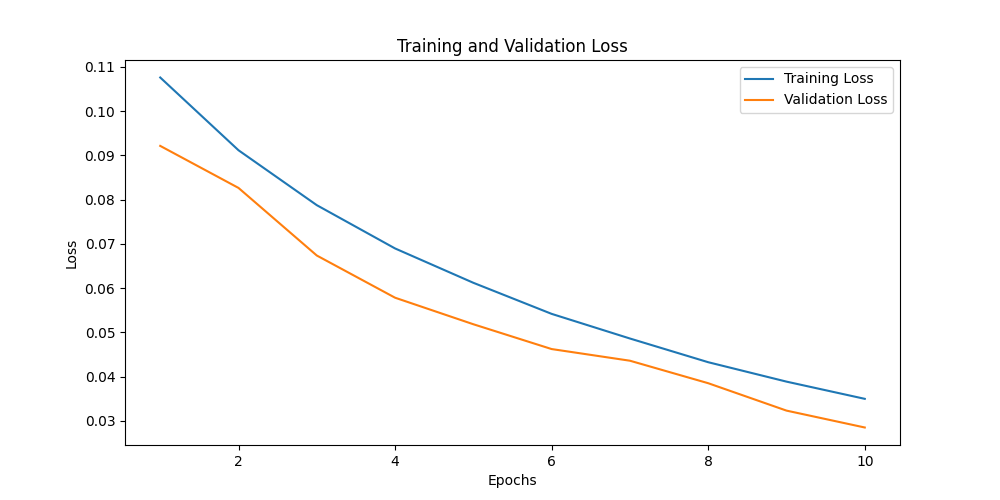 Training and Validation Loss
Training Loss
Validation Loss
0.11
0.10
0.09
0.08
0.07
0.06
0.05
0.04
0.03
Loss
2 4 6 8 10
Epochs